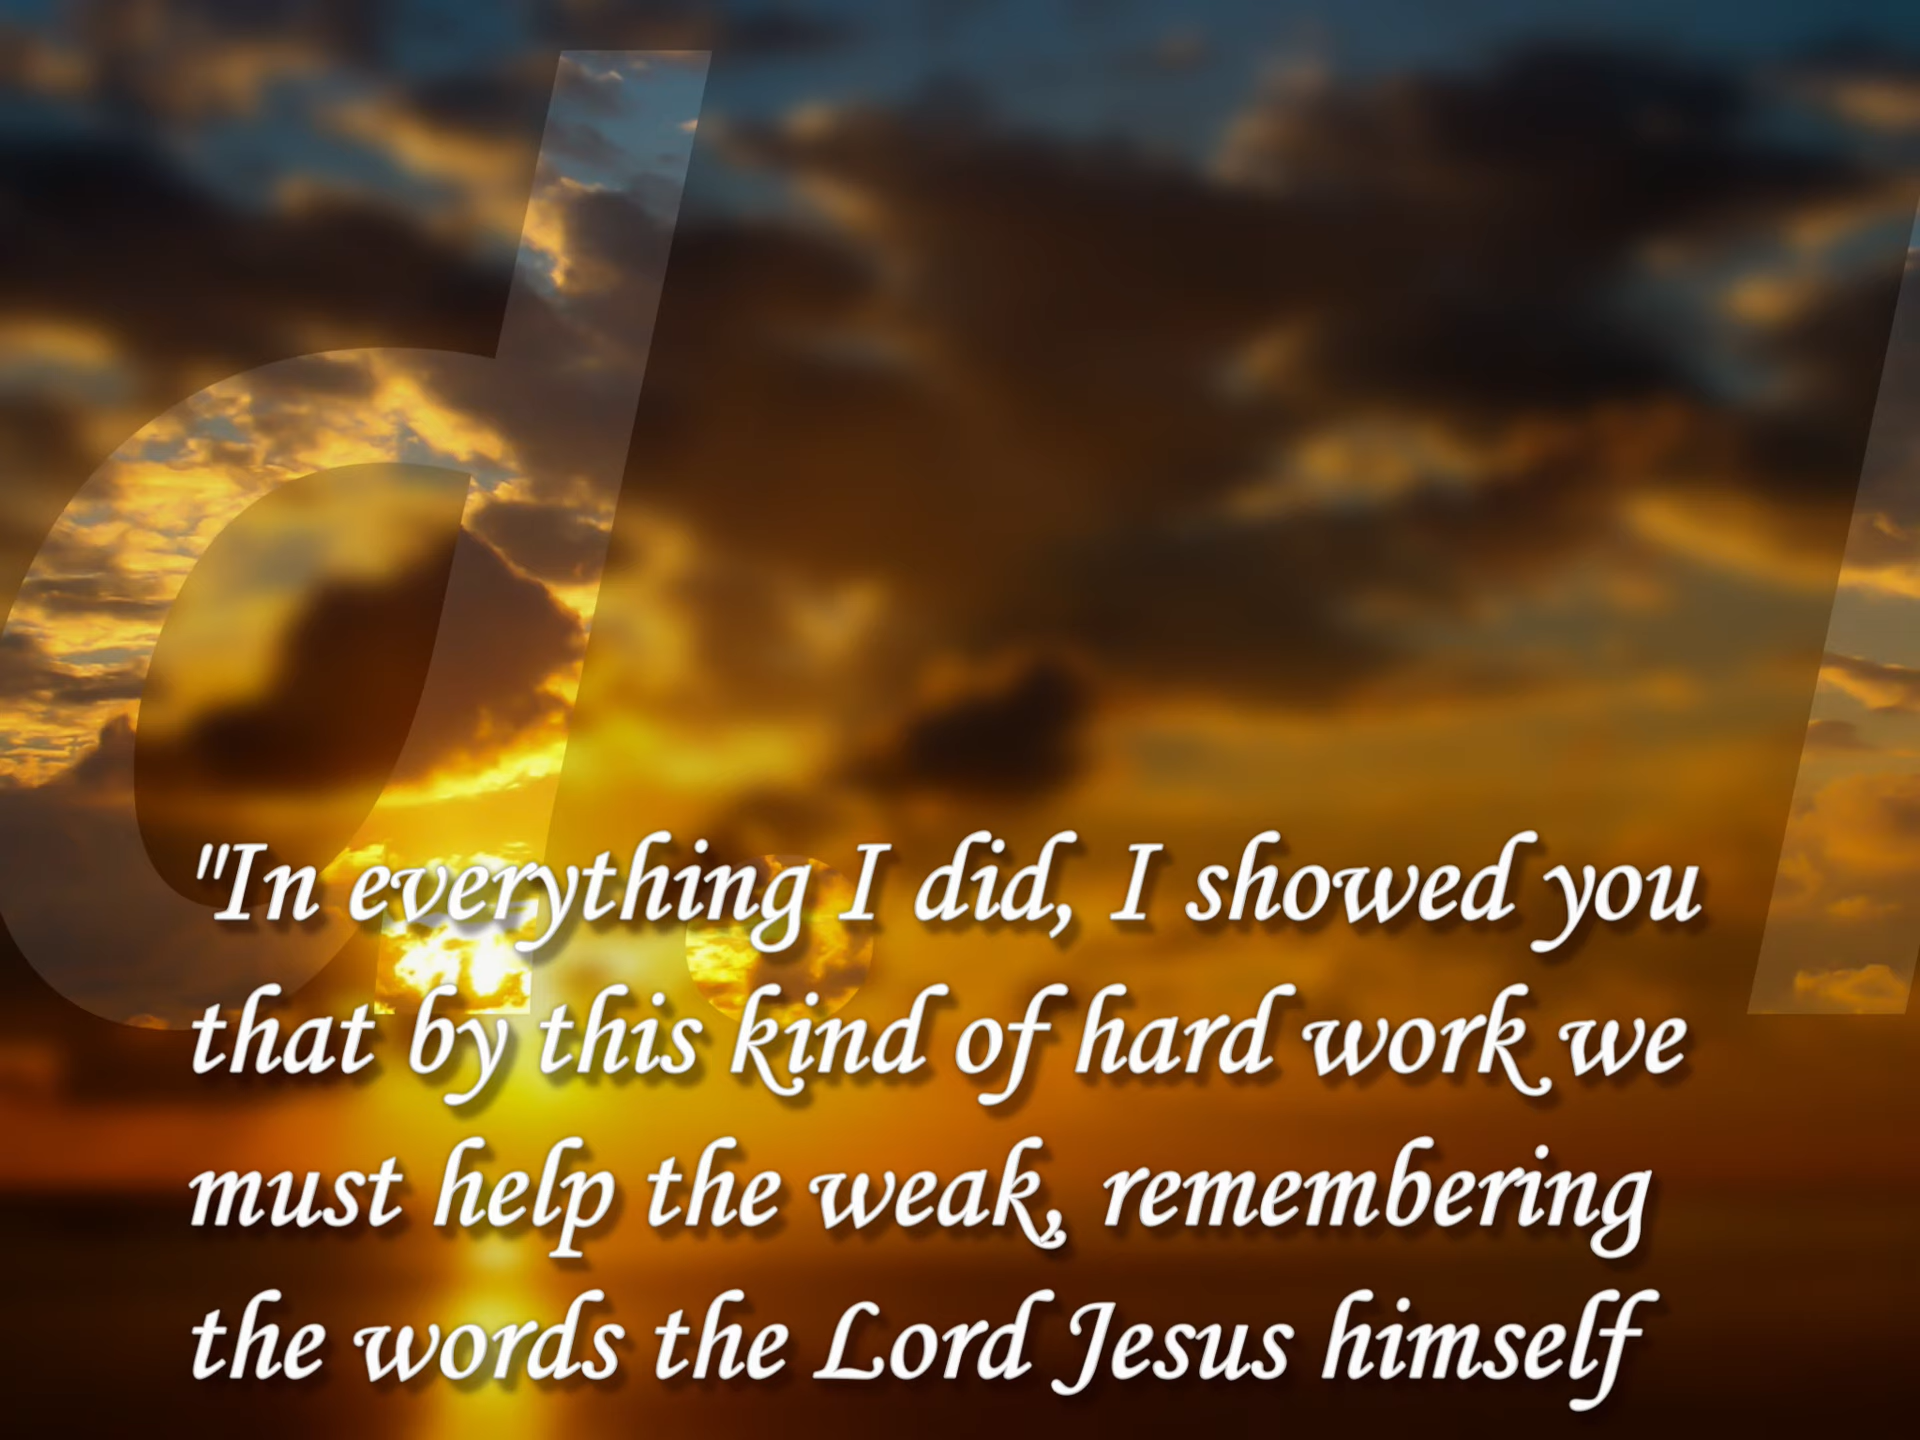 d. l
"In everything I did, I showed you
that by this kind of hard work we
must help the weak, remembering
the words the Lord Jesus himself